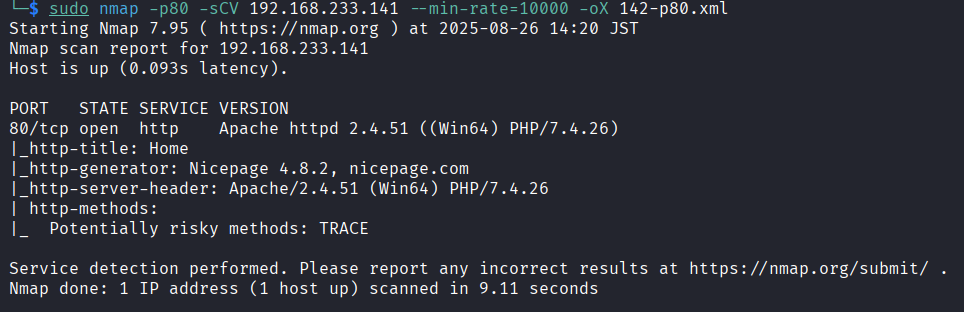 └─$ sudo nmap -p80 -sCV 192.168.233.141 --min-rate=10000 -oX 142-p80.xml
Starting Nmap 7.95 ( https://nmap.org ) at 2025-08-26 14:20 JST
Nmap scan report for 192.168.233.141
Host is up (0.093s latency).

PORT   STATE SERVICE VERSION
80/tcp open  http    Apache httpd 2.4.51 ((Win64) PHP/7.4.26)
|_http-title: Home
|_http-generator: Nicepage 4.8.2, nicepage.com
|_http-server-header: Apache/2.4.51 (Win64) PHP/7.4.26
| http-methods:
|_  Potentially risky methods: TRACE

Service detection performed. Please report any incorrect results at https://nmap.org/submit/ .
Nmap done: 1 IP address (1 host up) scanned in 9.11 seconds